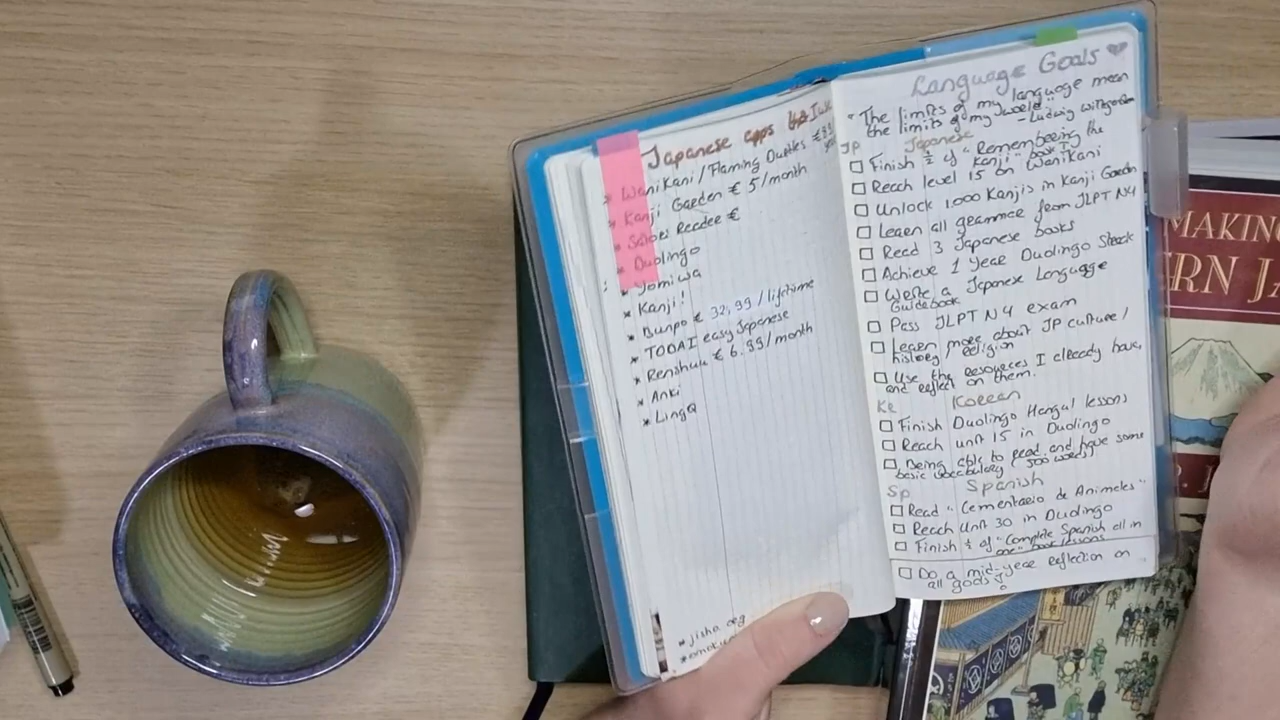 Japanese apps
* WaniKani / Flaming Durtles
* Kanji Garden € 5/month
* Reader €
* Duolingo
* Yomiwa
* Kanji!
* Bunpo € 32,99 / lifetime
* TODAI easy Japanese
* Renshuu € 6.99/month
* Anki
* LingQ
* jisho.org
Language Goals
"The limits of my language mean
the limits of my world" - Ludwig
JP Japanese
Finish ½ of "Remembering the
Kanji" book I
Reach level 15 on WaniKani
Unlock 1.000 Kanjis in Kanji Garden
Learn all grammar from JLPT N4
Read 3 Japanese books
Achieve 1 year Duolingo Streak
Write a Japanese Language
Guidebook
Pass JLPT N4 exam
Learn more about JP culture/
history / religion
Use the resources I already have,
and reflect on them.
Korean
Finish Duolingo Hangul lessons
Reach unit 15 in Duolingo
Being able to read and have some
basic vocabulary (500 words)
Sp Spanish
Read "Cementario de Animales"
Reach Unit 30 in Duolingo
Finish ½ of "Complete Spanish all in
one" book lessons
Do a mid-year reflection on
all goals
MAKING
ERN JA